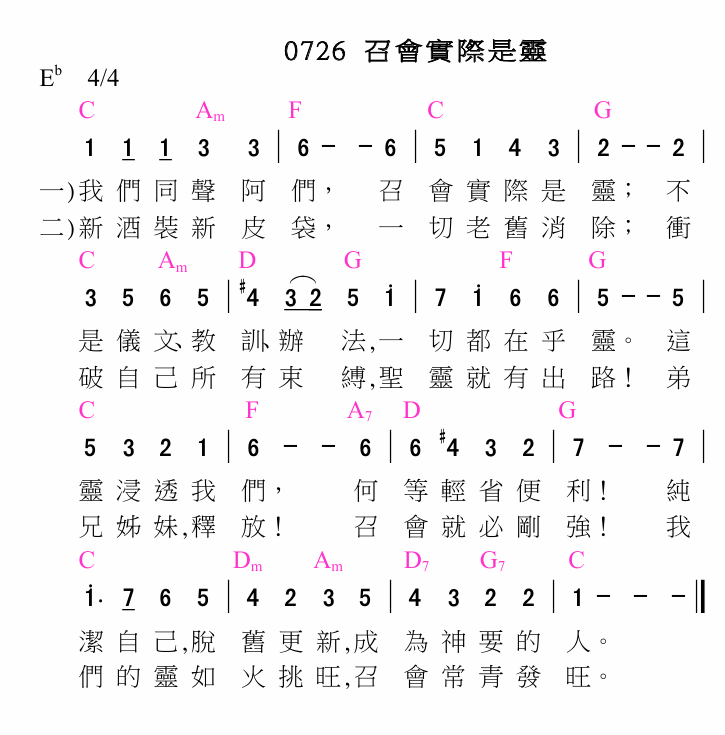 0726 召會實際是靈
E♭ 4/4
C Am F C G
1 1 1 3 3 | 6 - - 6 | 5 1 4 3 | 2 - - 2 |
一)我們同聲阿們， 召會實際是靈； 不
二)新酒裝新皮袋， 一切老舊消除； 衝
C Am D G F G
3 5 6 5 | #4 3 2 5 i | 7 i 6 6 | 5 - - 5 |
是儀文、教訓、辦法,一切都在乎靈。 這
破自己所有束縛,聖靈就有出路！ 弟
C F A7 D G
5 3 2 1 | 6 - - 6 | 6 #4 3 2 | 7 - - 7 |
靈浸透我們， 何等輕省便利！ 純
兄姊妹,釋放！ 召會就必剛強！ 我
C Dm Am D7 G7 C
i. 7 6 5 | 4 2 3 5 | 4 3 2 2 | 1 - - - ‖
潔自己,脫舊更新,成為神要的人。
們的靈如火挑旺,召會常青發旺。